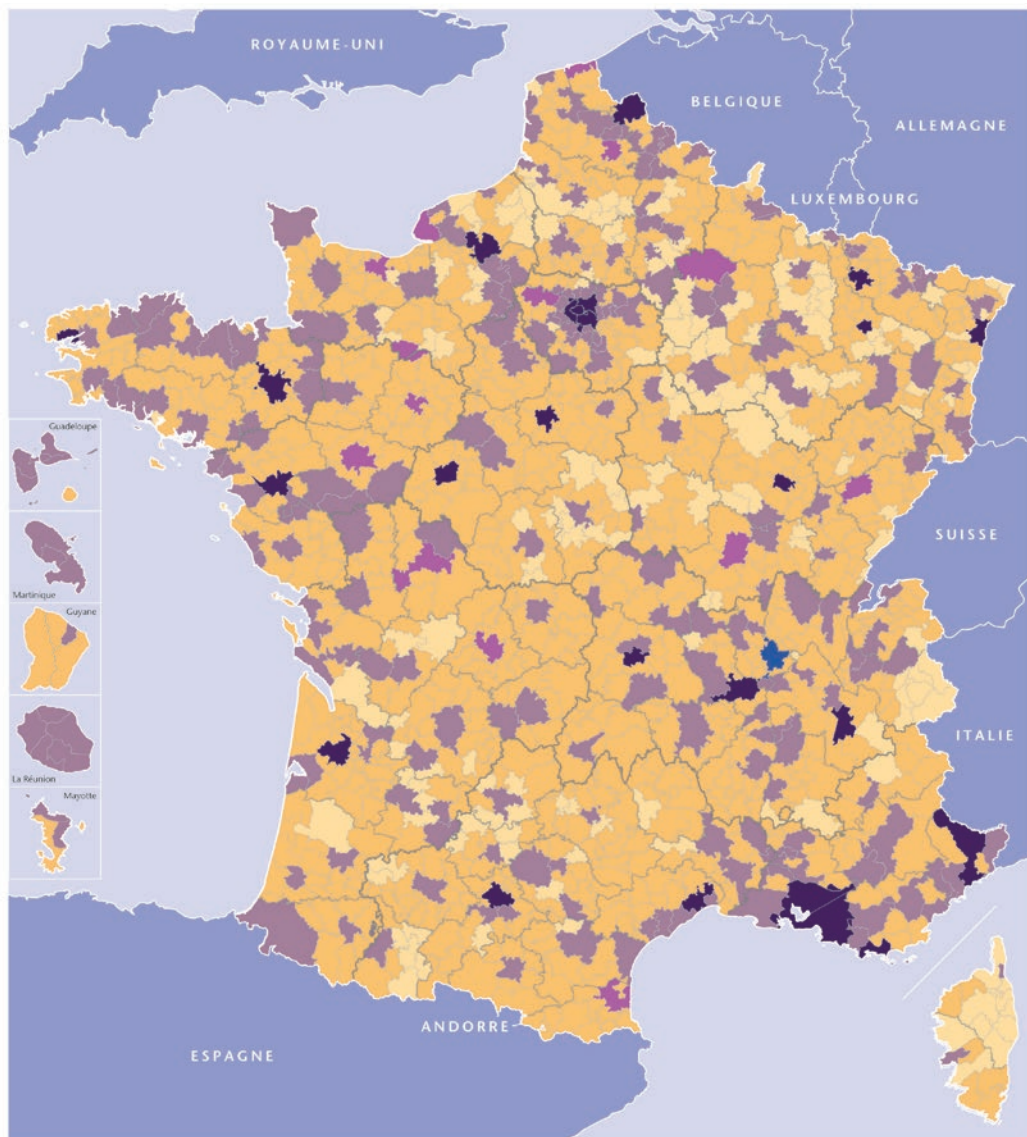 ROYAUME-UNI
BELGIQUE
ALLEMAGNE
LUXEMBOURG
Guadeloupe
Martinique
Guyane
SUISSE
La Réunion
ITALIE
Mayotte
ANDORRE
ESPAGNE